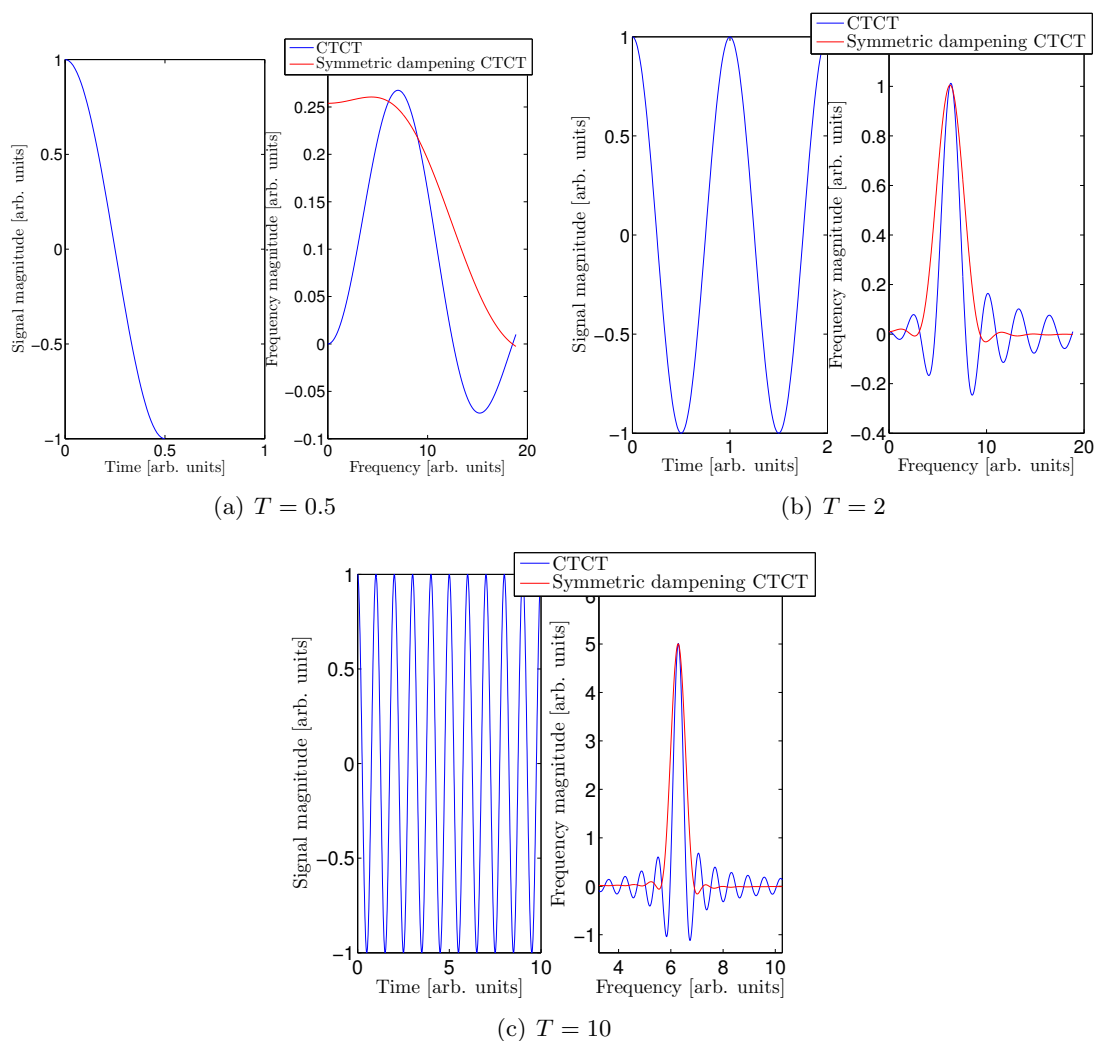 CTCT
Symmetric dampening CTCT
1
0.5
0
−0.5
−1
0
0.5
1
Time [arb. units]
Signal magnitude [arb. units]
0.25
0.2
0.15
0.1
0.05
0
−0.05
−0.1
0
10
20
Frequency [arb. units]
Frequency magnitude [arb. units]
(a) T = 0.5
CTCT
Symmetric dampening CTCT
1
0.5
0
−0.5
−1
0
1
2
Time [arb. units]
Signal magnitude [arb. units]
1
0.8
0.6
0.4
0.2
0
−0.2
−0.4
0
10
20
Frequency [arb. units]
Frequency magnitude [arb. units]
(b) T = 2
CTCT
Symmetric dampening CTCT
1
0.5
0
−0.5
−1
0
5
10
Time [arb. units]
Signal magnitude [arb. units]
6
5
4
3
2
1
0
−1
4
6
8
10
Frequency [arb. units]
Frequency magnitude [arb. units]
(c) T = 10